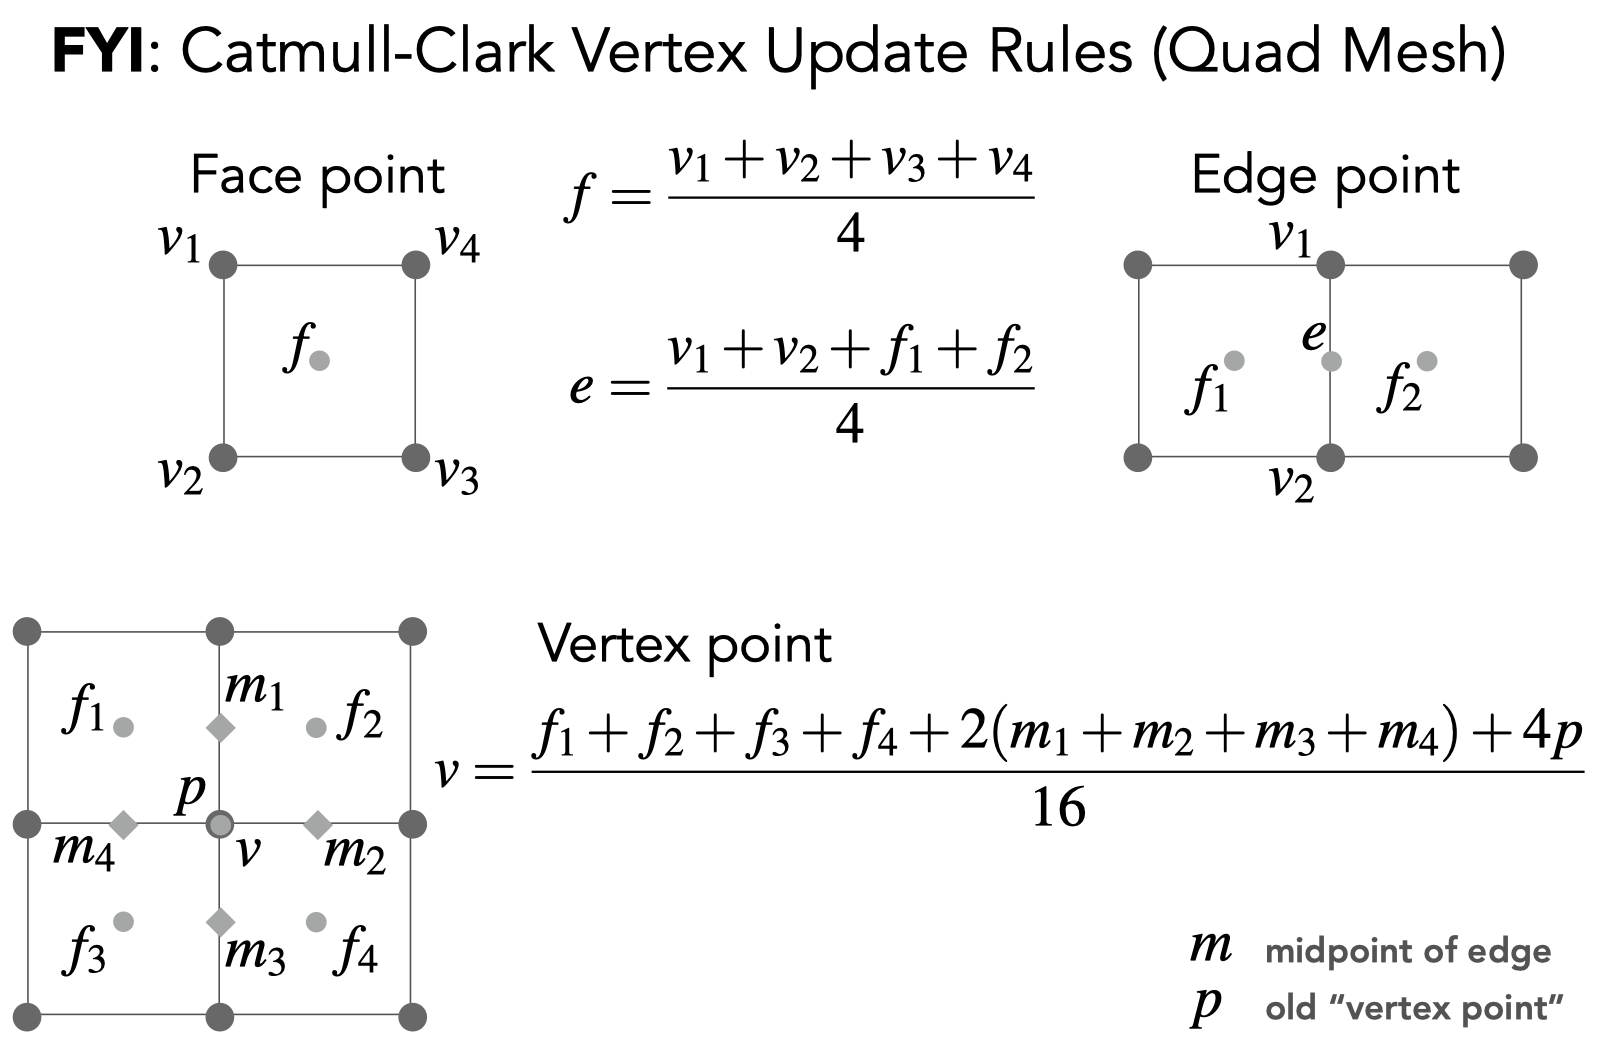 FYI: Catmull-Clark Vertex Update Rules (Quad Mesh)
Face point
v₁ v₄
f
v₂ v₃
f = (v₁ + v₂ + v₃ + v₄) / 4
e = (v₁ + v₂ + f₁ + f₂) / 4
Edge point
v₁
e
f₁ f₂
v₂
f₁ m₁ f₂
p
m₄ v m₂
f₃ m₃ f₄
Vertex point
v = (f₁ + f₂ + f₃ + f₄ + 2(m₁ + m₂ + m₃ + m₄) + 4p) / 16
m midpoint of edge
p old “vertex point”